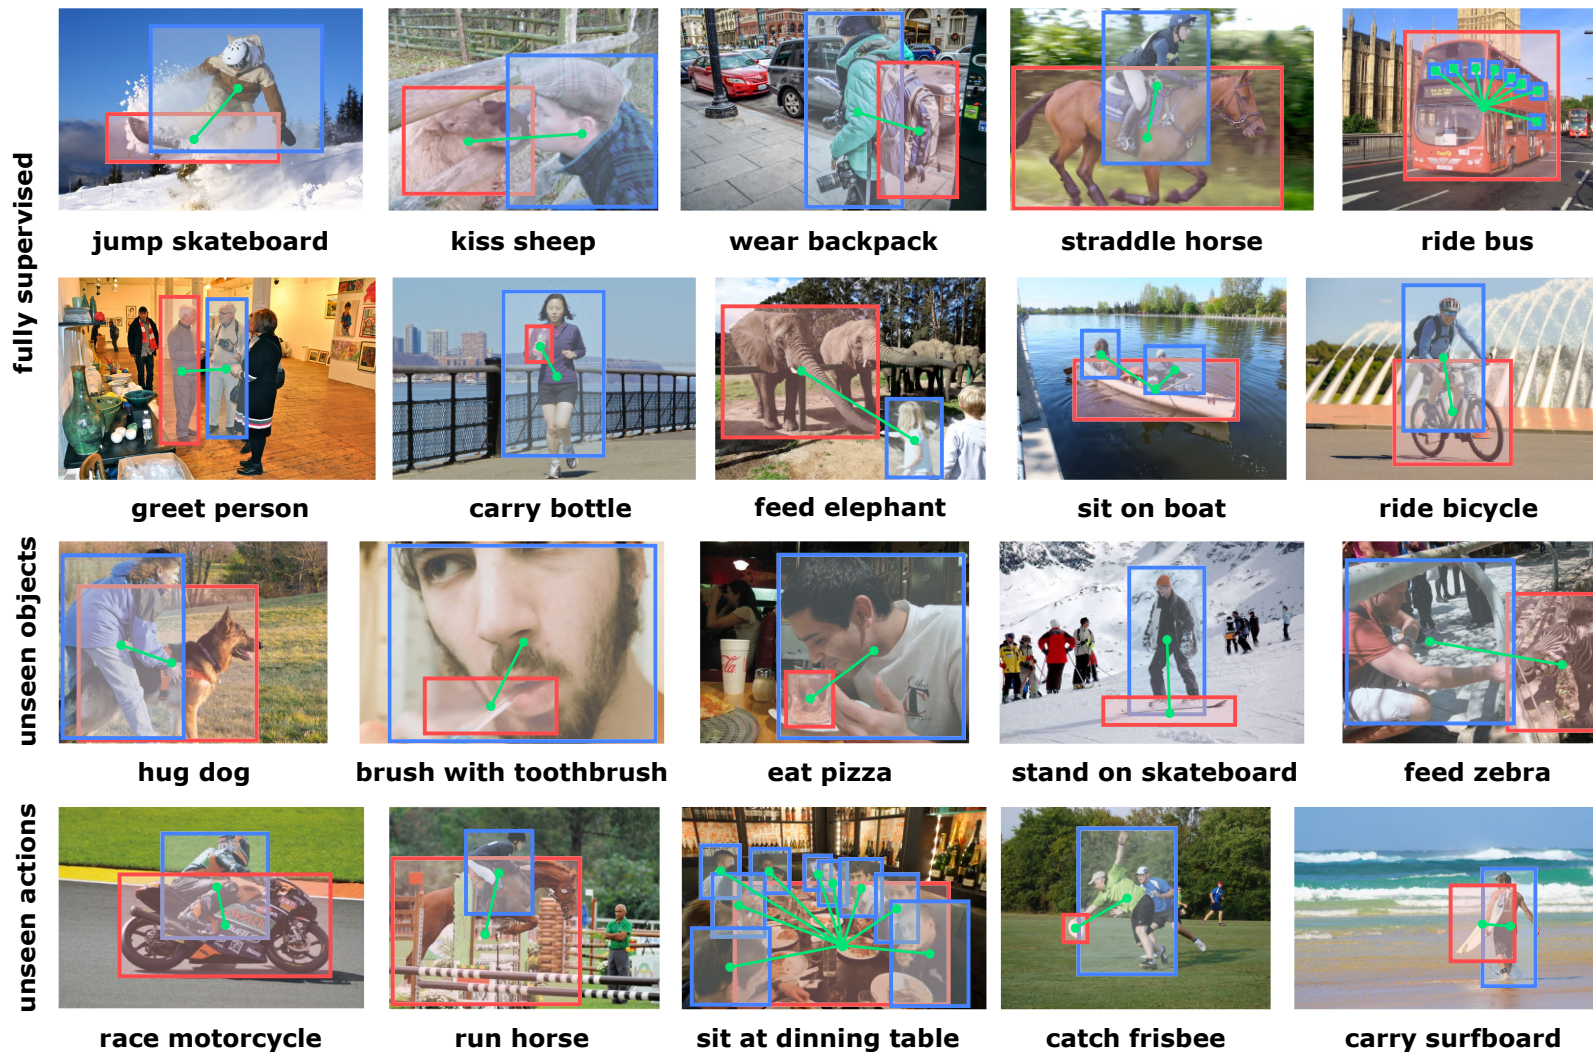 fully supervised
jump skateboard
kiss sheep
wear backpack
straddle horse
ride bus
greet person
carry bottle
feed elephant
sit on boat
ride bicycle
unseen objects
hug dog
brush with toothbrush
eat pizza
stand on skateboard
feed zebra
unseen actions
race motorcycle
run horse
sit at dinning table
catch frisbee
carry surfboard